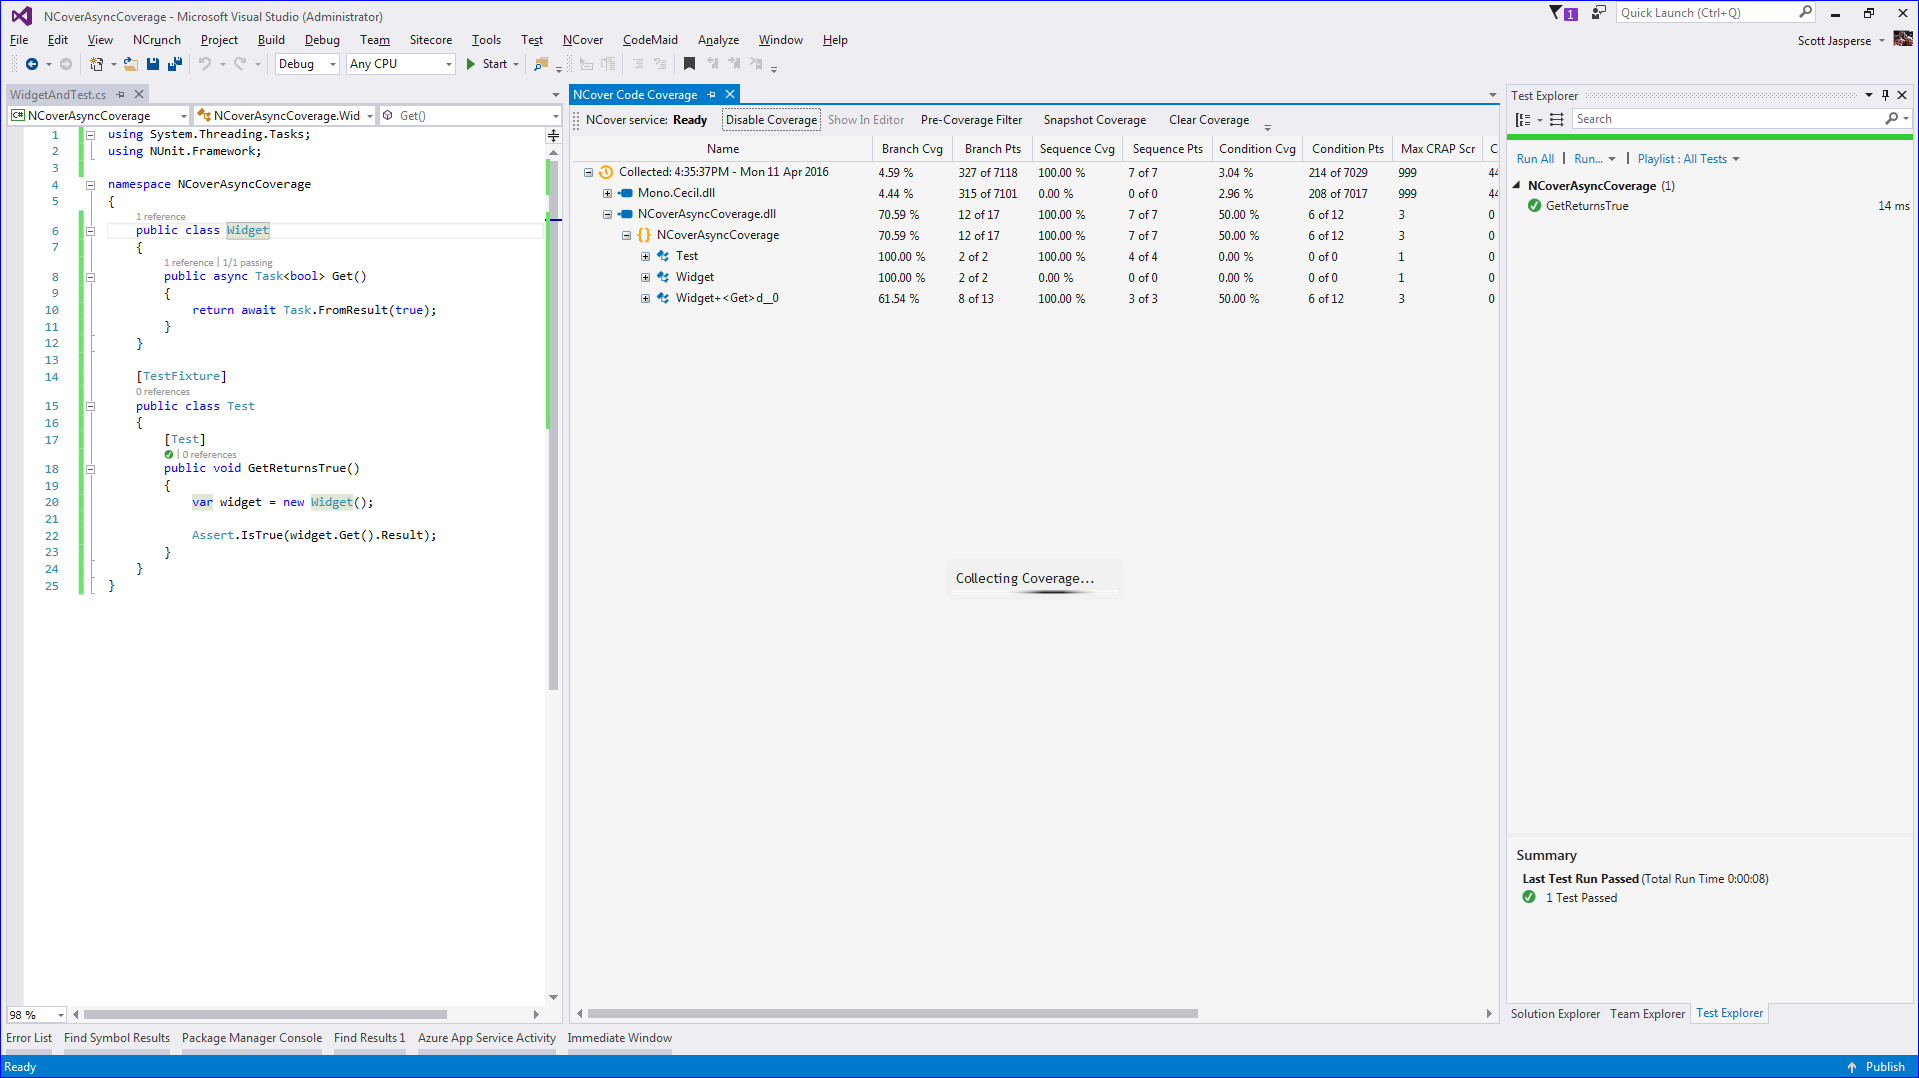 NCoverAsyncCoverage - Microsoft Visual Studio (Administrator)
1
Quick Launch (Ctrl+Q)
File Edit View NCrunch Project Build Debug Team Sitecore Tools Test NCover CodeMaid Analyze Window Help
Scott Jasperse
Debug Any CPU Start
WidgetAndTest.cs
NCoverAsyncCoverage NCoverAsyncCoverage.Wid Get()
1 using System.Threading.Tasks;
2 using NUnit.Framework;
3
4 namespace NCoverAsyncCoverage
5 {
1 reference
6 public class Widget
7 {
1 reference | 1/1 passing
8 public async Task<bool> Get()
9 {
10 return await Task.FromResult(true);
11 }
12 }
13
14 [TestFixture]
0 references
15 public class Test
16 {
17 [Test]
| 0 references
18 public void GetReturnsTrue()
19 {
20 var widget = new Widget();
21
22 Assert.IsTrue(widget.Get().Result);
23 }
24 }
25 }
98 %
NCover Code Coverage
NCover service: Ready Disable Coverage Show In Editor Pre-Coverage Filter Snapshot Coverage Clear Coverage
Name Branch Cvg Branch Pts Sequence Cvg Sequence Pts Condition Cvg Condition Pts Max CRAP Scr C
Collected: 4:35:37PM - Mon 11 Apr 2016 4.59 % 327 of 7118 100.00 % 7 of 7 3.04 % 214 of 7029 999 44
Mono.Cecil.dll 4.44 % 315 of 7101 0.00 % 0 of 0 2.96 % 208 of 7017 999 44
NCoverAsyncCoverage.dll 70.59 % 12 of 17 100.00 % 7 of 7 50.00 % 6 of 12 3 0
{} NCoverAsyncCoverage 70.59 % 12 of 17 100.00 % 7 of 7 50.00 % 6 of 12 3 0
Test 100.00 % 2 of 2 100.00 % 4 of 4 0.00 % 0 of 0 1 0
Widget 100.00 % 2 of 2 0.00 % 0 of 0 0.00 % 0 of 0 1 0
Widget+<Get>d__0 61.54 % 8 of 13 100.00 % 3 of 3 50.00 % 6 of 12 3 0
Collecting Coverage...
Test Explorer
Search
Run All | Run... | Playlist : All Tests
NCoverAsyncCoverage (1)
GetReturnsTrue 14 ms
Summary
Last Test Run Passed (Total Run Time 0:00:08)
1 Test Passed
Solution Explorer Team Explorer Test Explorer
Error List Find Symbol Results Package Manager Console Find Results 1 Azure App Service Activity Immediate Window
Ready
Publish